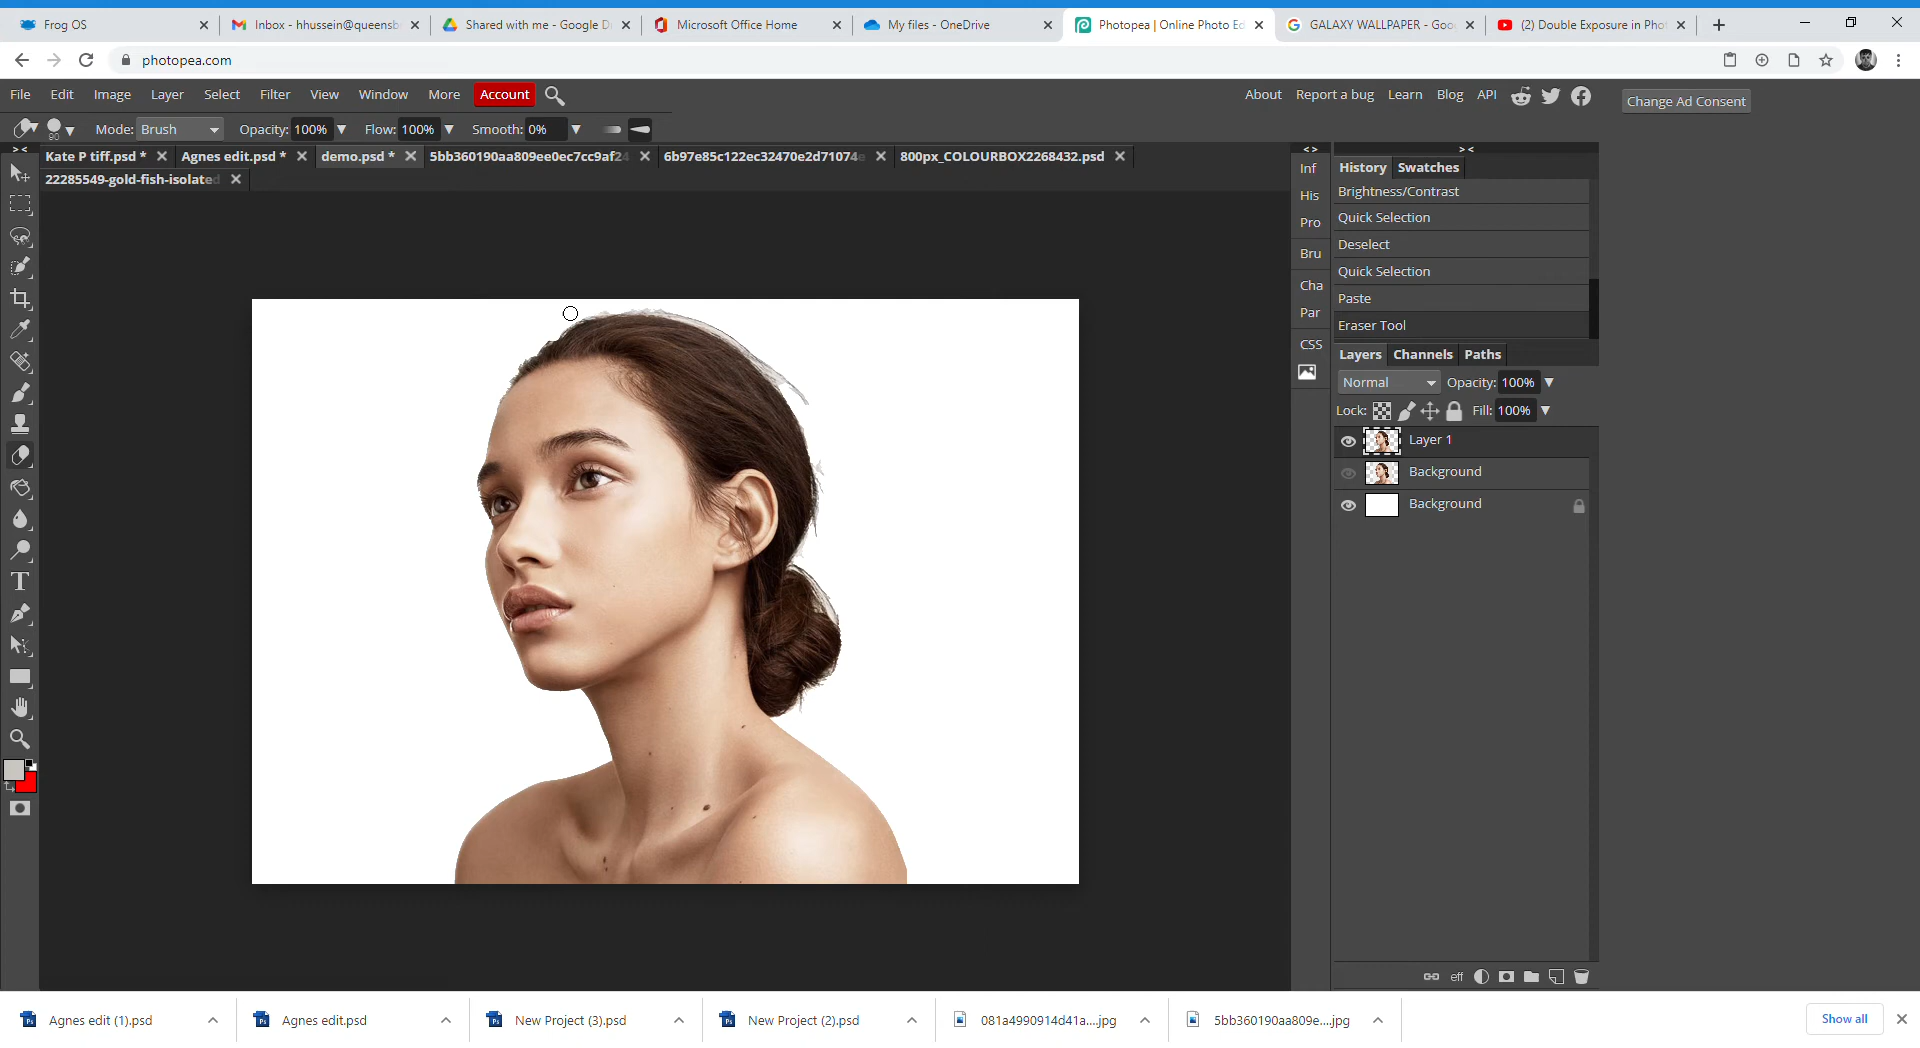 Frog OS
Inbox - hhussein@queensb
Shared with me - Google D
Microsoft Office Home
My files - OneDrive
Photopea | Online Photo Ed
GALAXY WALLPAPER - Goo
(2) Double Exposure in Phot
photopea.com
File Edit Image Layer Select Filter View Window More Account
About Report a bug Learn Blog API
Change Ad Consent
90
Mode: Brush Opacity: 100% Flow: 100% Smooth: 0%
Kate P tiff.psd * Agnes edit.psd * demo.psd * 5bb360190aa809ee0ec7cc9af24 6b97e85c122ec32470e2d71074e 800px_COLOURBOX2268432.psd
22285549-gold-fish-isolated
Inf
His
Pro
Bru
Cha
Par
CSS
History Swatches
Brightness/Contrast
Quick Selection
Deselect
Quick Selection
Paste
Eraser Tool
Layers Channels Paths
Normal Opacity: 100%
Lock: Fill: 100%
Layer 1
Background
Background
eff
Agnes edit (1).psd
Agnes edit.psd
New Project (3).psd
New Project (2).psd
081a4990914d41a....jpg
5bb360190aa809e....jpg
Show all